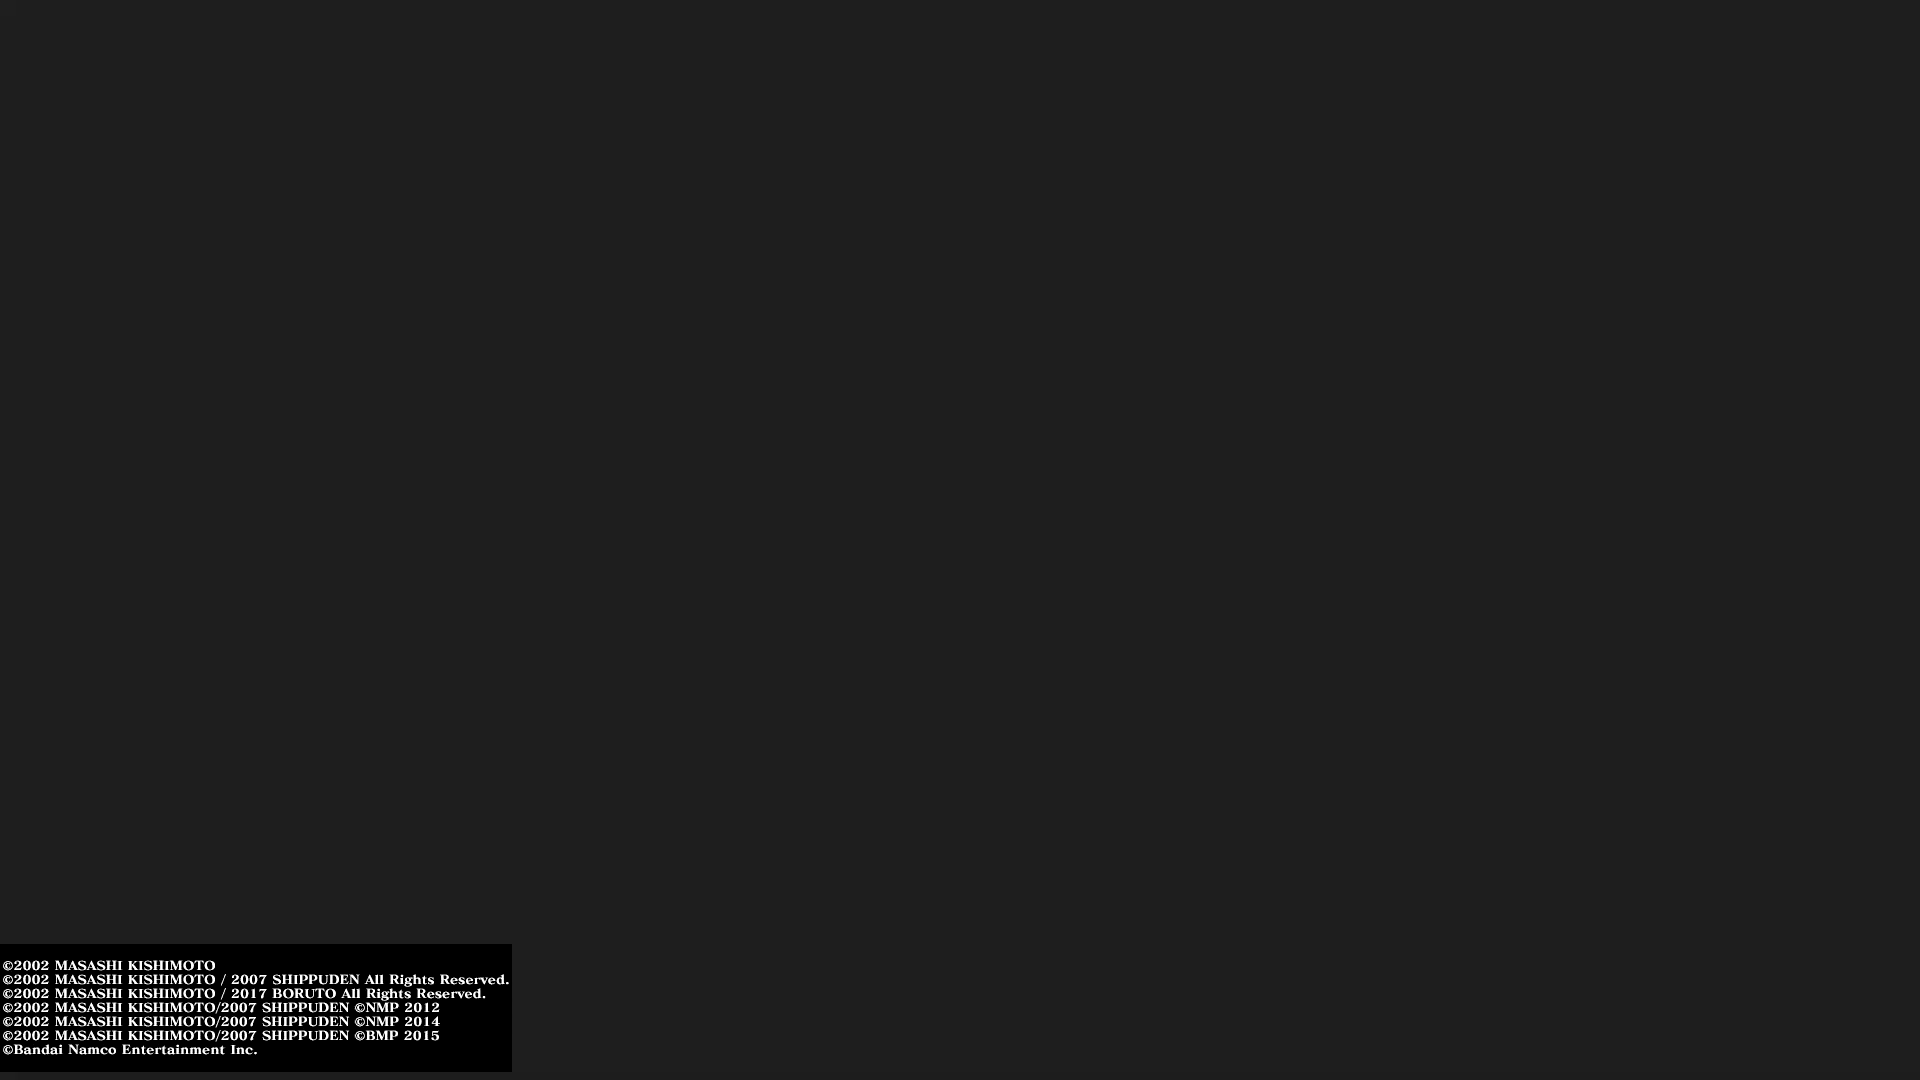 ©2002 MASASHI KISHIMOTO
©2002 MASASHI KISHIMOTO / 2007 SHIPPUDEN All Rights Reserved.
©2002 MASASHI KISHIMOTO / 2017 BORUTO All Rights Reserved.
©2002 MASASHI KISHIMOTO/2007 SHIPPUDEN ©NMP 2012
©2002 MASASHI KISHIMOTO/2007 SHIPPUDEN ©NMP 2014
©2002 MASASHI KISHIMOTO/2007 SHIPPUDEN ©BMP 2015
©Bandai Namco Entertainment Inc.